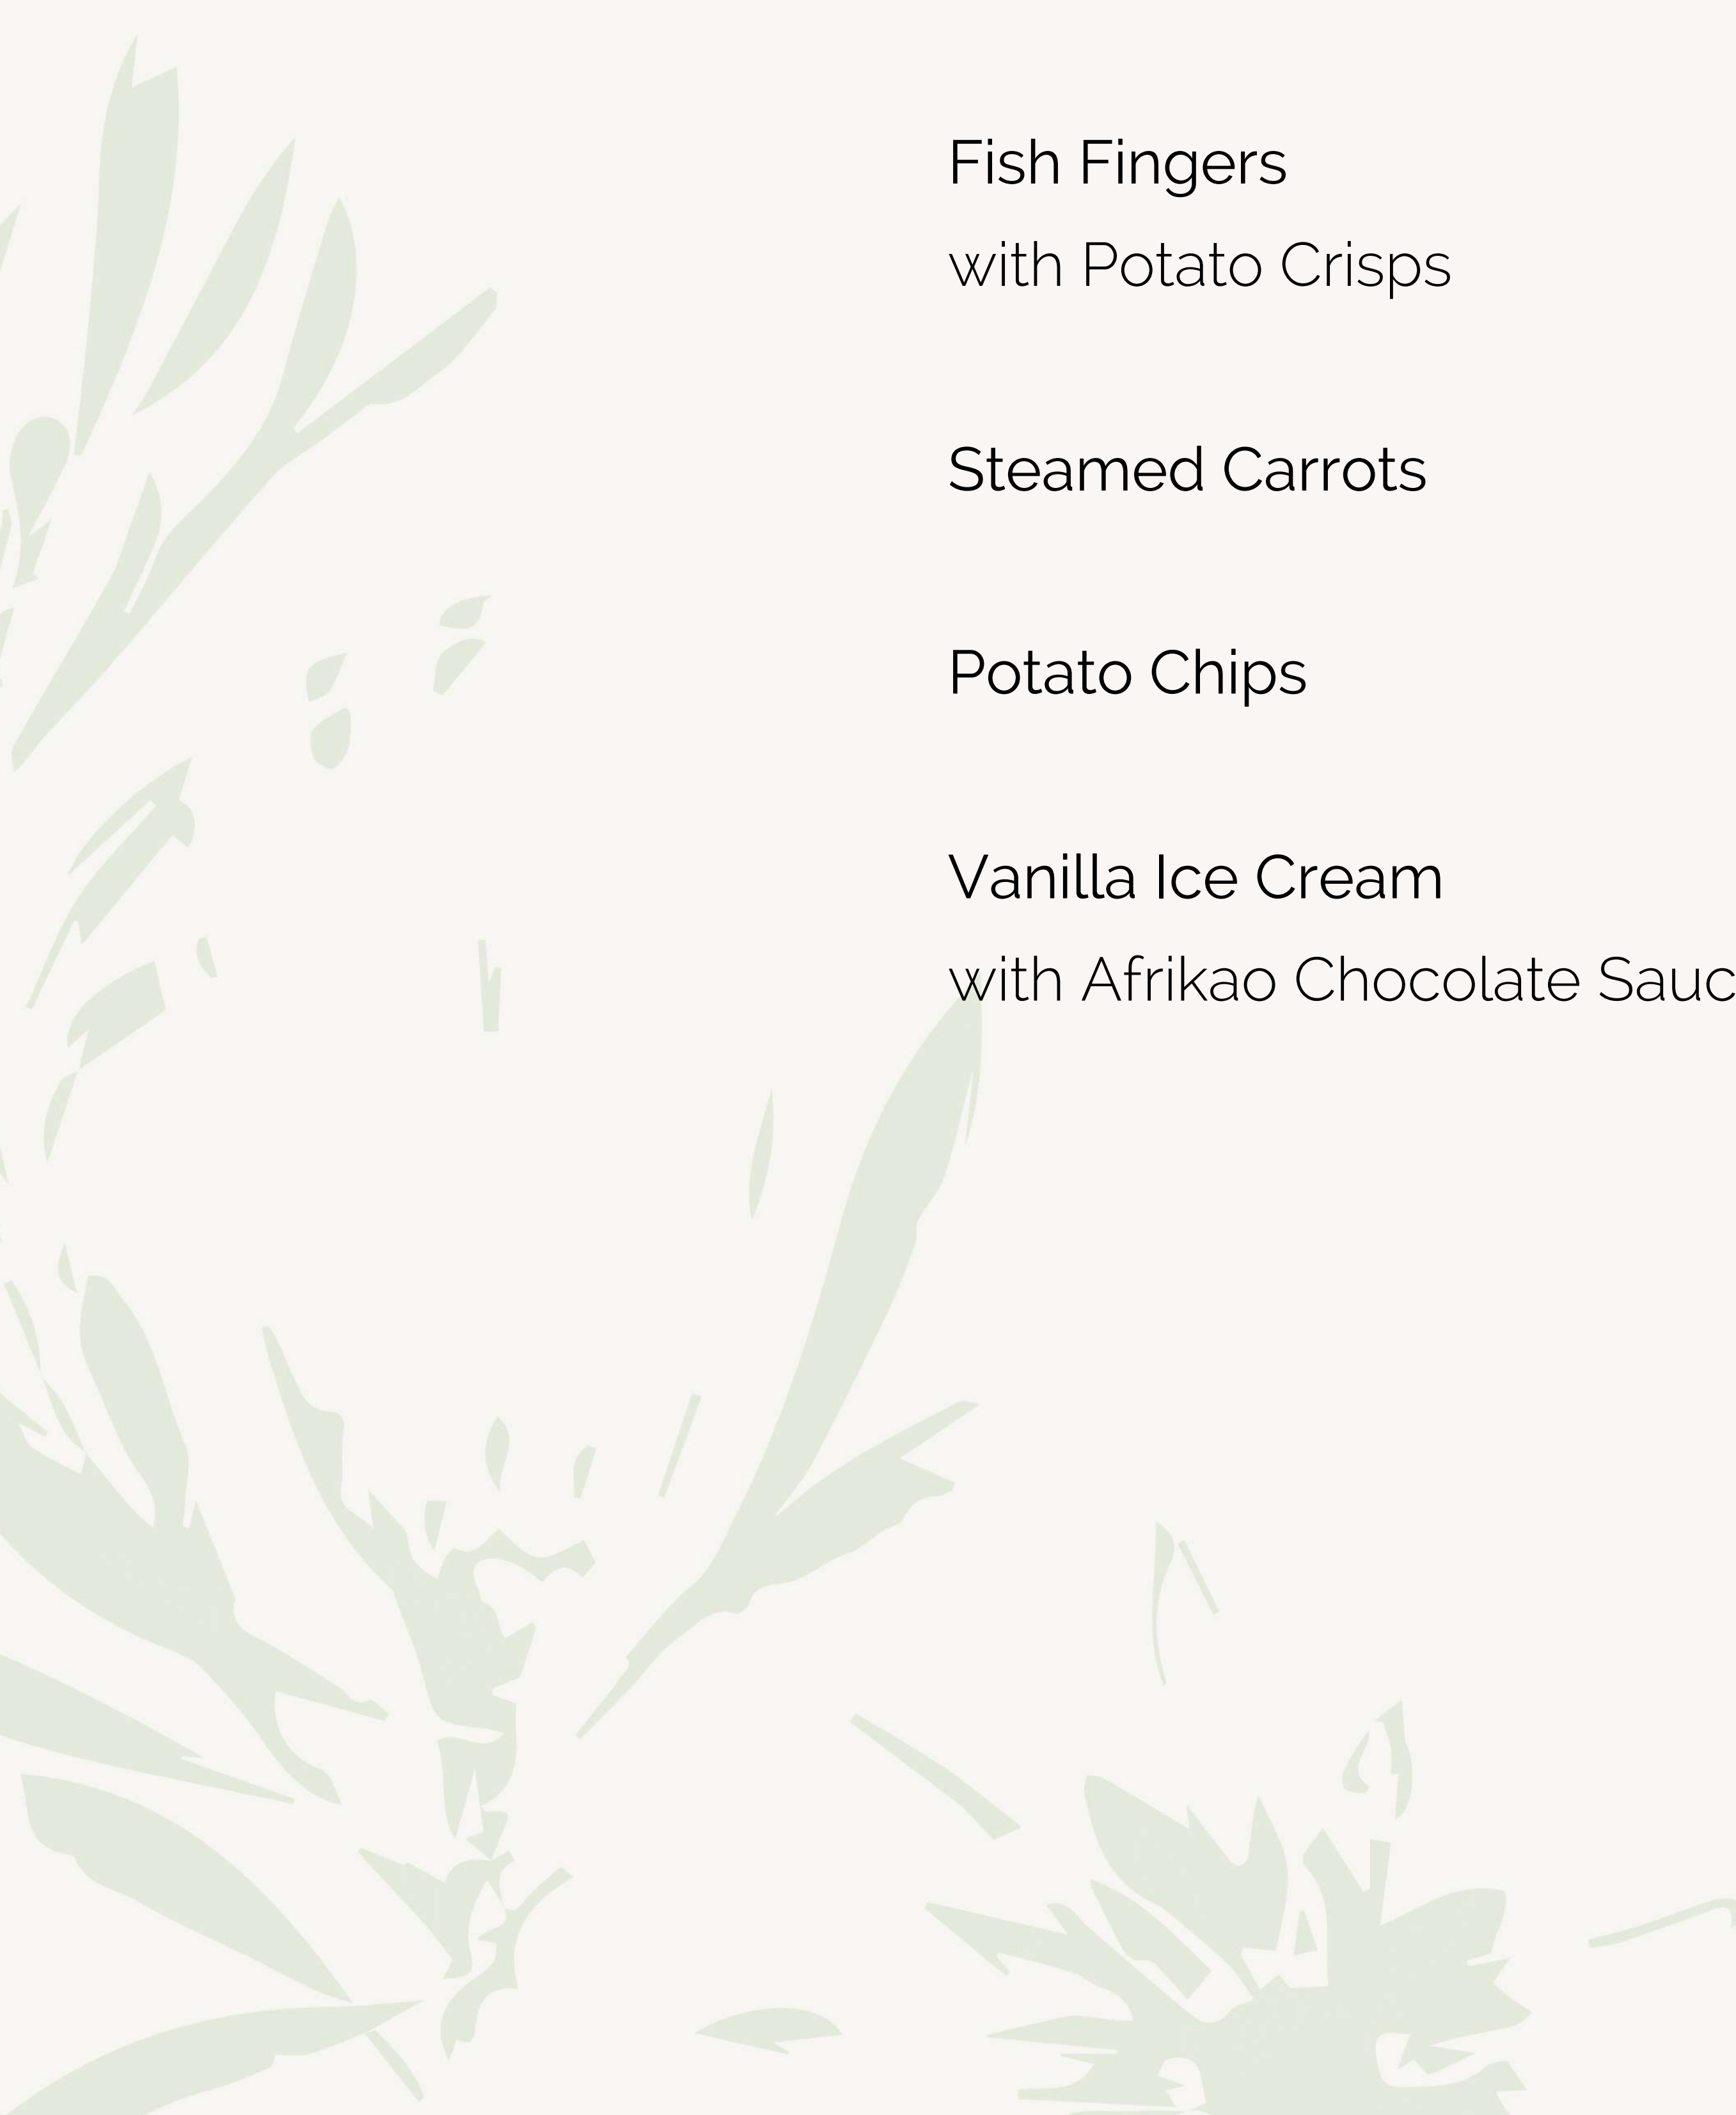 Fish Fingers
with Potato Crisps
Steamed Carrots
Potato Chips
Vanilla Ice Cream
with Afrikao Chocolate Sauc